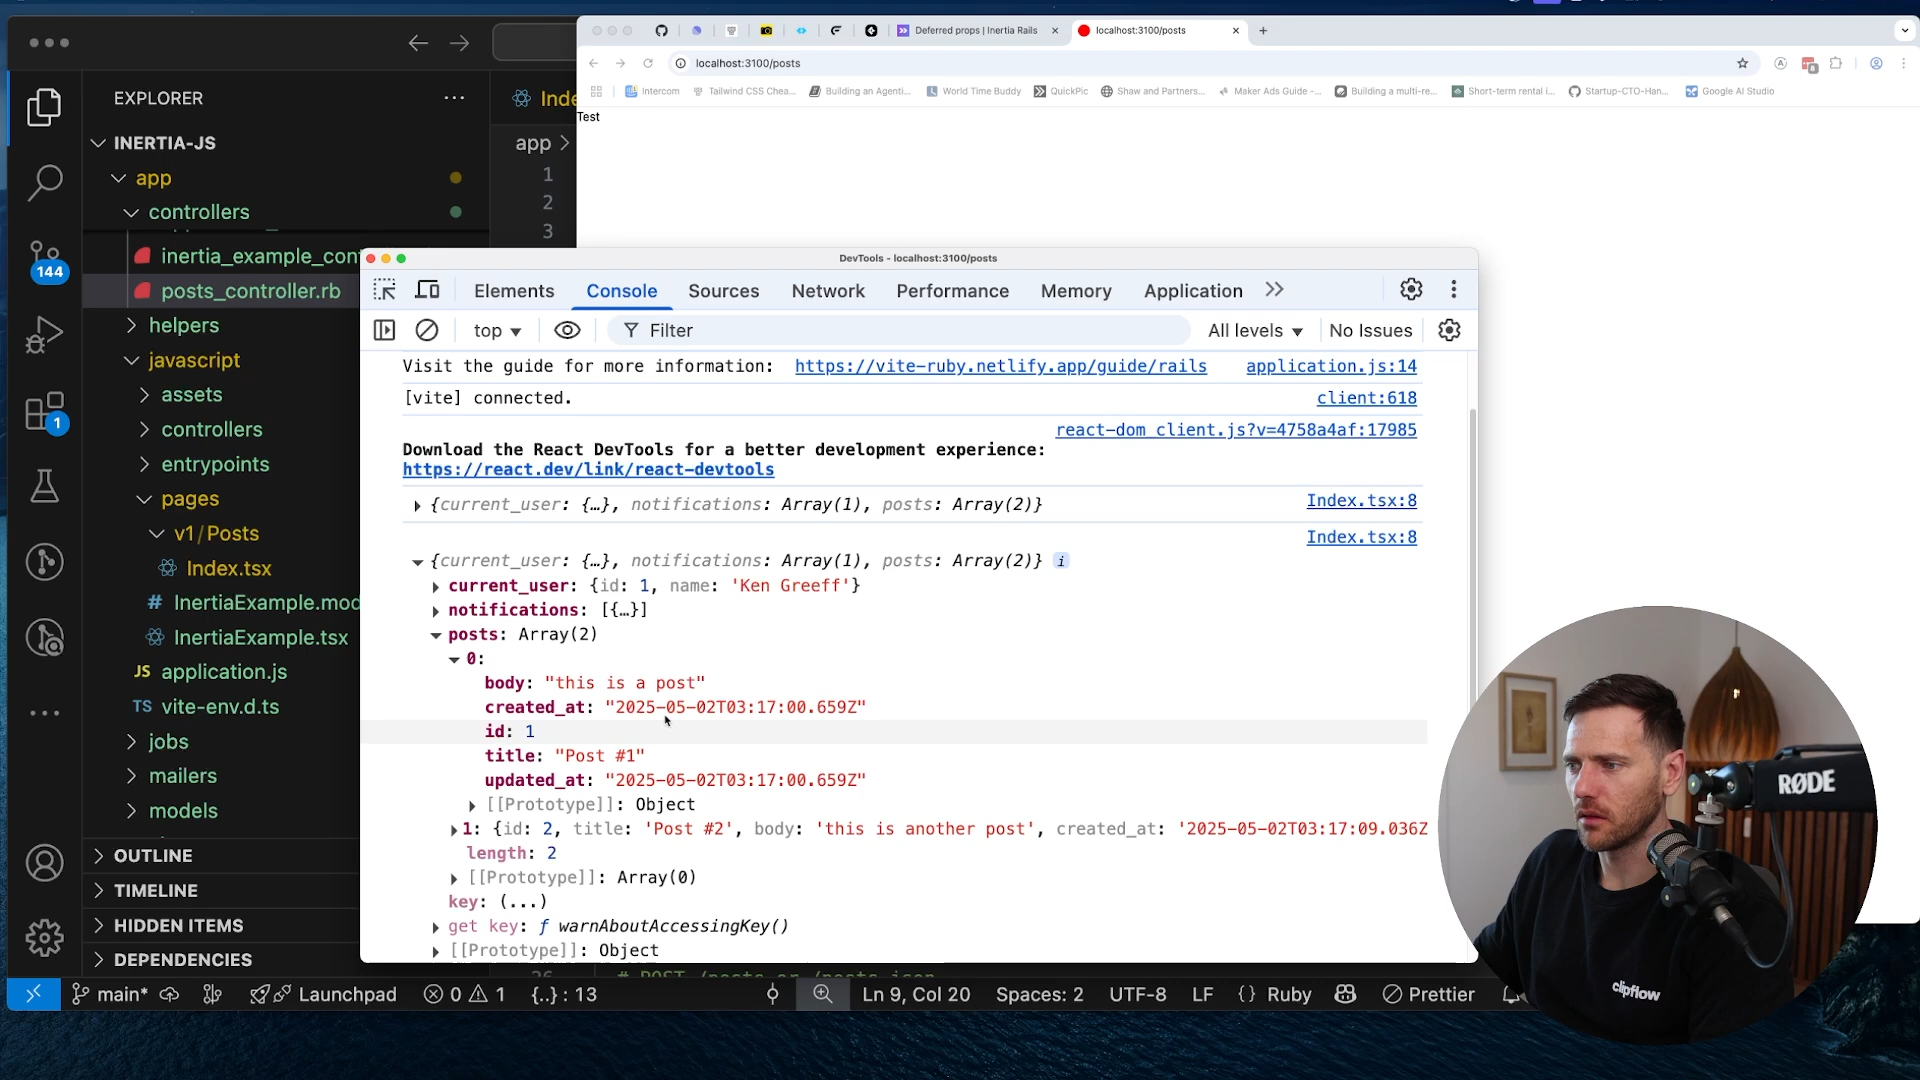 Deferred props | Inertia Rails
localhost:3100/posts
localhost:3100/posts
Intercom
Tailwind CSS Chea...
Building an Agenti...
World Time Buddy
QuickPic
Shaw and Partners...
Maker Ads Guide -...
Building a multi-re...
Short-term rental i...
Startup-CTO-Han...
Google AI Studio
Test
EXPLORER
INERTIA-JS
app
controllers
inertia_example_con
posts_controller.rb
helpers
javascript
assets
controllers
entrypoints
pages
v1/Posts
Index.tsx
InertiaExample.mod
InertiaExample.tsx
JS application.js
TS vite-env.d.ts
jobs
mailers
models
OUTLINE
TIMELINE
HIDDEN ITEMS
DEPENDENCIES
144
1
Inde
app >
1
2
3
DevTools - localhost:3100/posts
Elements Console Sources Network Performance Memory Application
top Filter All levels No Issues
Visit the guide for more information: https://vite-ruby.netlify.app/guide/rails application.js:14
[vite] connected. client:618
react-dom_client.js?v=4758a4af:17985
Download the React DevTools for a better development experience:
https://react.dev/link/react-devtools
{current_user: {…}, notifications: Array(1), posts: Array(2)} Index.tsx:8
Index.tsx:8
{current_user: {…}, notifications: Array(1), posts: Array(2)} i
current_user: {id: 1, name: 'Ken Greeff'}
notifications: [{…}]
posts: Array(2)
0:
body: "this is a post"
created_at: "2025-05-02T03:17:00.659Z"
id: 1
title: "Post #1"
updated_at: "2025-05-02T03:17:00.659Z"
[[Prototype]]: Object
1: {id: 2, title: 'Post #2', body: 'this is another post', created_at: '2025-05-02T03:17:09.036Z
length: 2
[[Prototype]]: Array(0)
key: (...)
get key: ƒ warnAboutAccessingKey()
[[Prototype]]: Object
26 # POST /posts or /posts.json
main* Launchpad 0 1 {..} : 13 Ln 9, Col 20 Spaces: 2 UTF-8 LF {} Ruby Prettier
RØDE
clipflow